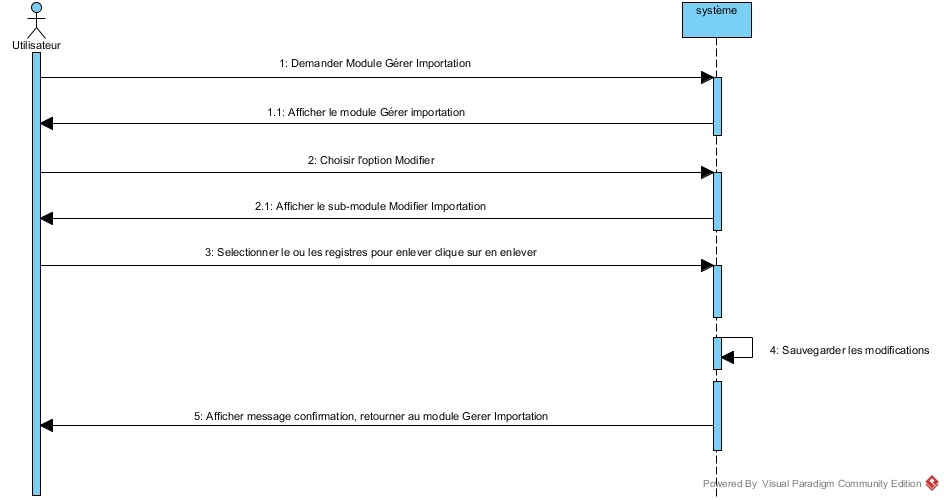 système
Utilisateur
1: Demander Module Gérer Importation
1.1: Afficher le module Gérer importation
2: Choisir l'option Modifier
2.1: Afficher le sub-module Modifier Importation
3: Selectionner le ou les registres pour enlever clique sur en enlever
4: Sauvegarder les modifications
5: Afficher message confirmation, retourner au module Gerer Importation
Powered By Visual Paradigm Community Edition